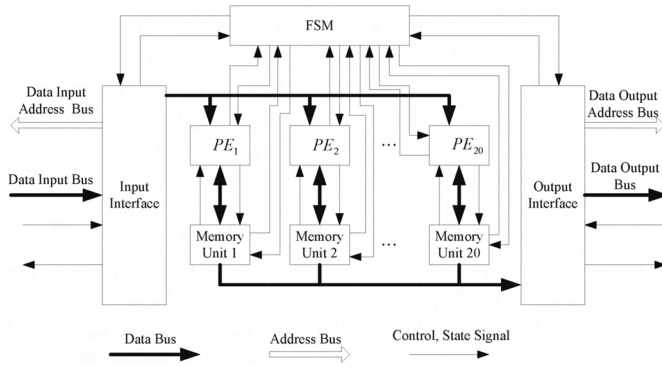 FSM
Data Input
Address Bus
Data Output
Address Bus
PE1
PE2
...
PE20
Data Input Bus
Input
Interface
Data Output
Bus
Output
Interface
Memory
Unit 1
Memory
Unit 2
...
Memory
Unit 20
Data Bus
Address Bus
Control, State Signal